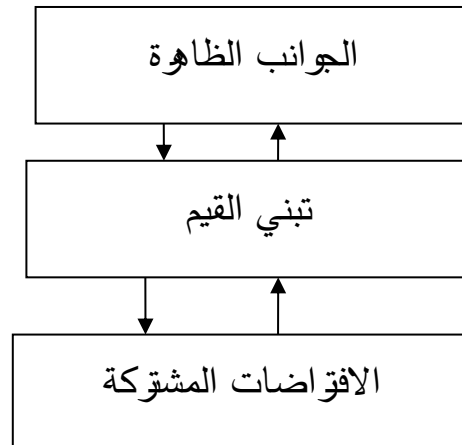 الجوانب الظاهرة
تبني القيم
الافتراضات المشتركة